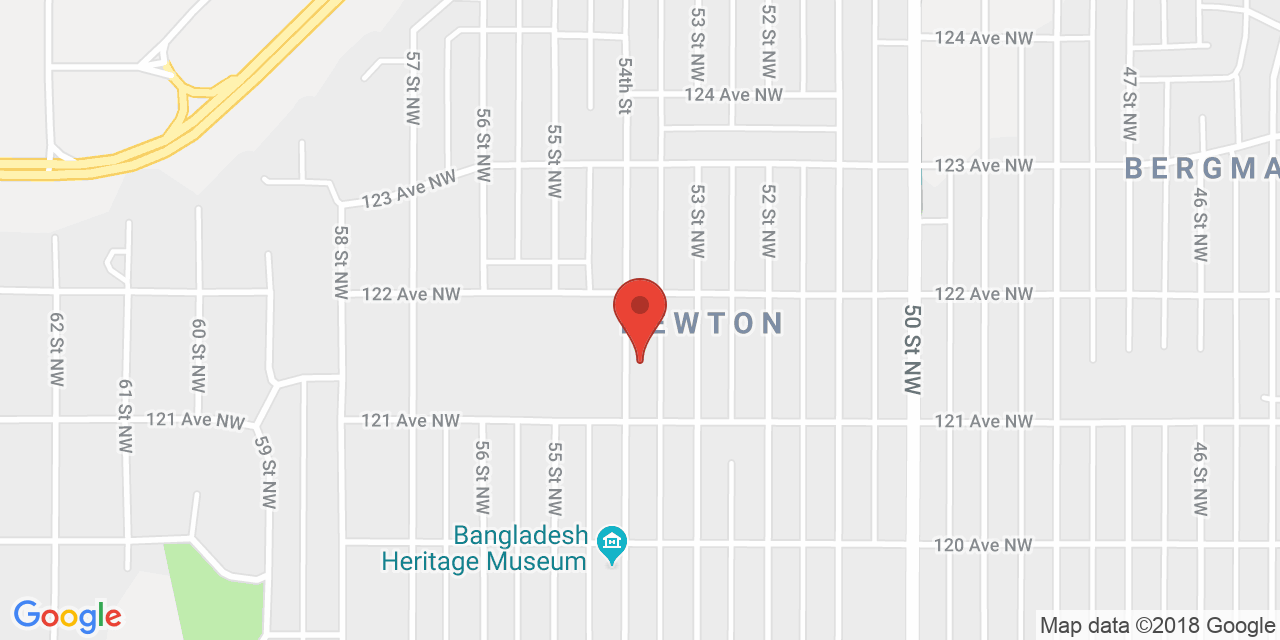 57 St NW
54th St
53 St NW
52 St NW
124 Ave NW
124 Ave NW
47 St NW
56 St NW
55 St NW
123 Ave NW
123 Ave NW
BERGMA
58 St NW
53 St NW
52 St NW
46 St NW
122 Ave NW
122 Ave NW
62 St NW
60 St NW
EWTON
50 St NW
61 St NW
121 Ave NW
121 Ave NW
121 Ave NW
59 St NW
56 St NW
55 St NW
46 St NW
Bangladesh
Heritage Museum
120 Ave NW
Google
Map data ©2018 Google